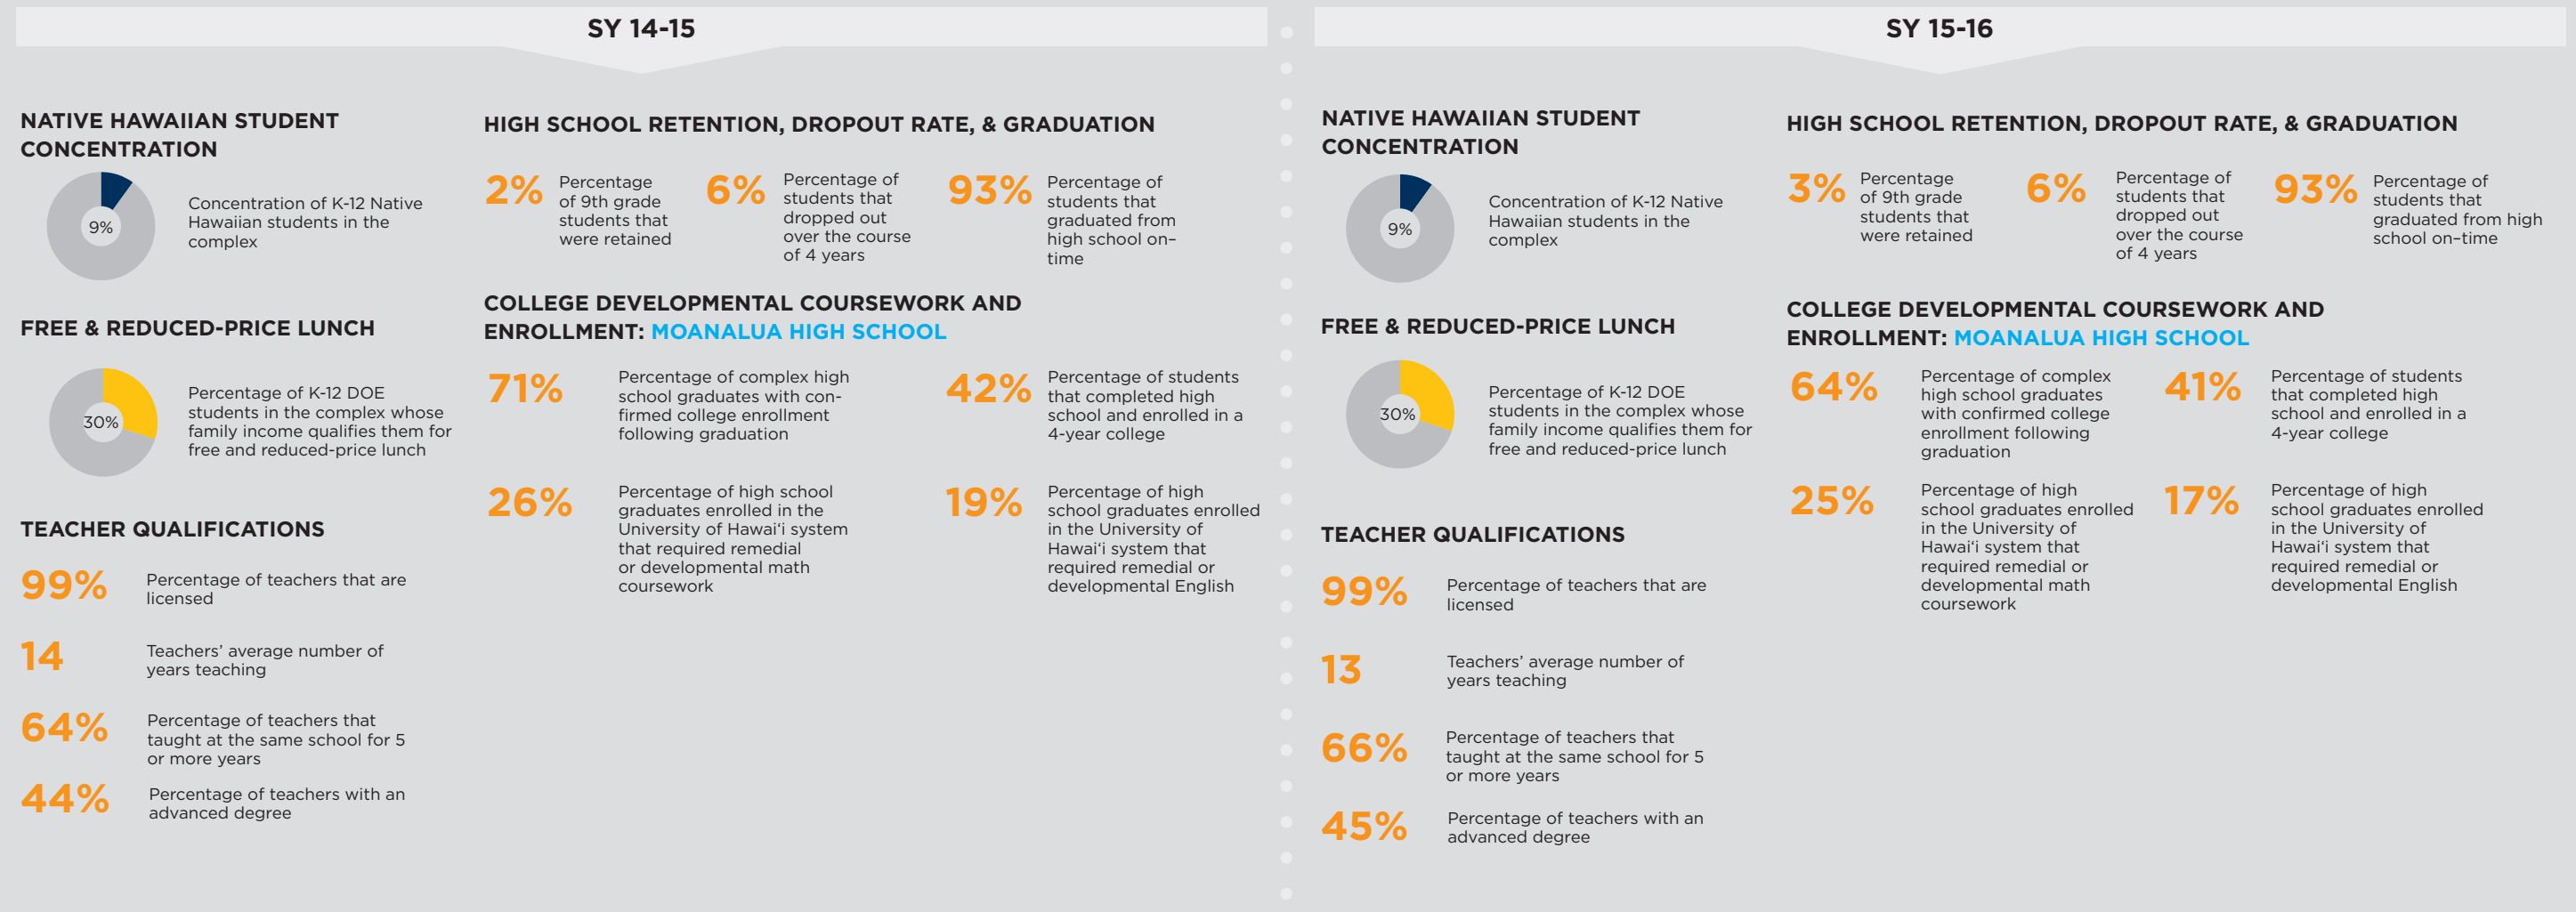 SY 14-15
NATIVE HAWAIIAN STUDENT
CONCENTRATION
9%
Concentration of K-12 Native
Hawaiian students in the
complex
FREE & REDUCED-PRICE LUNCH
30%
Percentage of K-12 DOE
students in the complex whose
family income qualifies them for
free and reduced-price lunch
TEACHER QUALIFICATIONS
99%
Percentage of teachers that are
licensed
14
Teachers’ average number of
years teaching
64%
Percentage of teachers that
taught at the same school for 5
or more years
44%
Percentage of teachers with an
advanced degree
HIGH SCHOOL RETENTION, DROPOUT RATE, & GRADUATION
2%
Percentage
of 9th grade
students that
were retained
6%
Percentage of
students that
dropped out
over the course
of 4 years
93%
Percentage of
students that
graduated from
high school on–
time
COLLEGE DEVELOPMENTAL COURSEWORK AND
ENROLLMENT: MOANALUA HIGH SCHOOL
71%
Percentage of complex high
school graduates with con-
firmed college enrollment
following graduation
42%
Percentage of students
that completed high
school and enrolled in a
4-year college
26%
Percentage of high school
graduates enrolled in the
University of Hawai‘i system
that required remedial
or developmental math
coursework
19%
Percentage of high
school graduates enrolled
in the University of
Hawai‘i system that
required remedial or
developmental English
SY 15-16
NATIVE HAWAIIAN STUDENT
CONCENTRATION
9%
Concentration of K-12 Native
Hawaiian students in the
complex
FREE & REDUCED-PRICE LUNCH
30%
Percentage of K-12 DOE
students in the complex whose
family income qualifies them for
free and reduced-price lunch
TEACHER QUALIFICATIONS
99%
Percentage of teachers that are
licensed
13
Teachers’ average number of
years teaching
66%
Percentage of teachers that
taught at the same school for 5
or more years
45%
Percentage of teachers with an
advanced degree
HIGH SCHOOL RETENTION, DROPOUT RATE, & GRADUATION
3%
Percentage
of 9th grade
students that
were retained
6%
Percentage of
students that
dropped out
over the course
of 4 years
93%
Percentage of
students that
graduated from high
school on–time
COLLEGE DEVELOPMENTAL COURSEWORK AND
ENROLLMENT: MOANALUA HIGH SCHOOL
64%
Percentage of complex
high school graduates
with confirmed college
enrollment following
graduation
41%
Percentage of students
that completed high
school and enrolled in a
4-year college
25%
Percentage of high
school graduates enrolled
in the University of
Hawai‘i system that
required remedial or
developmental math
coursework
17%
Percentage of high
school graduates enrolled
in the University of
Hawai‘i system that
required remedial or
developmental English